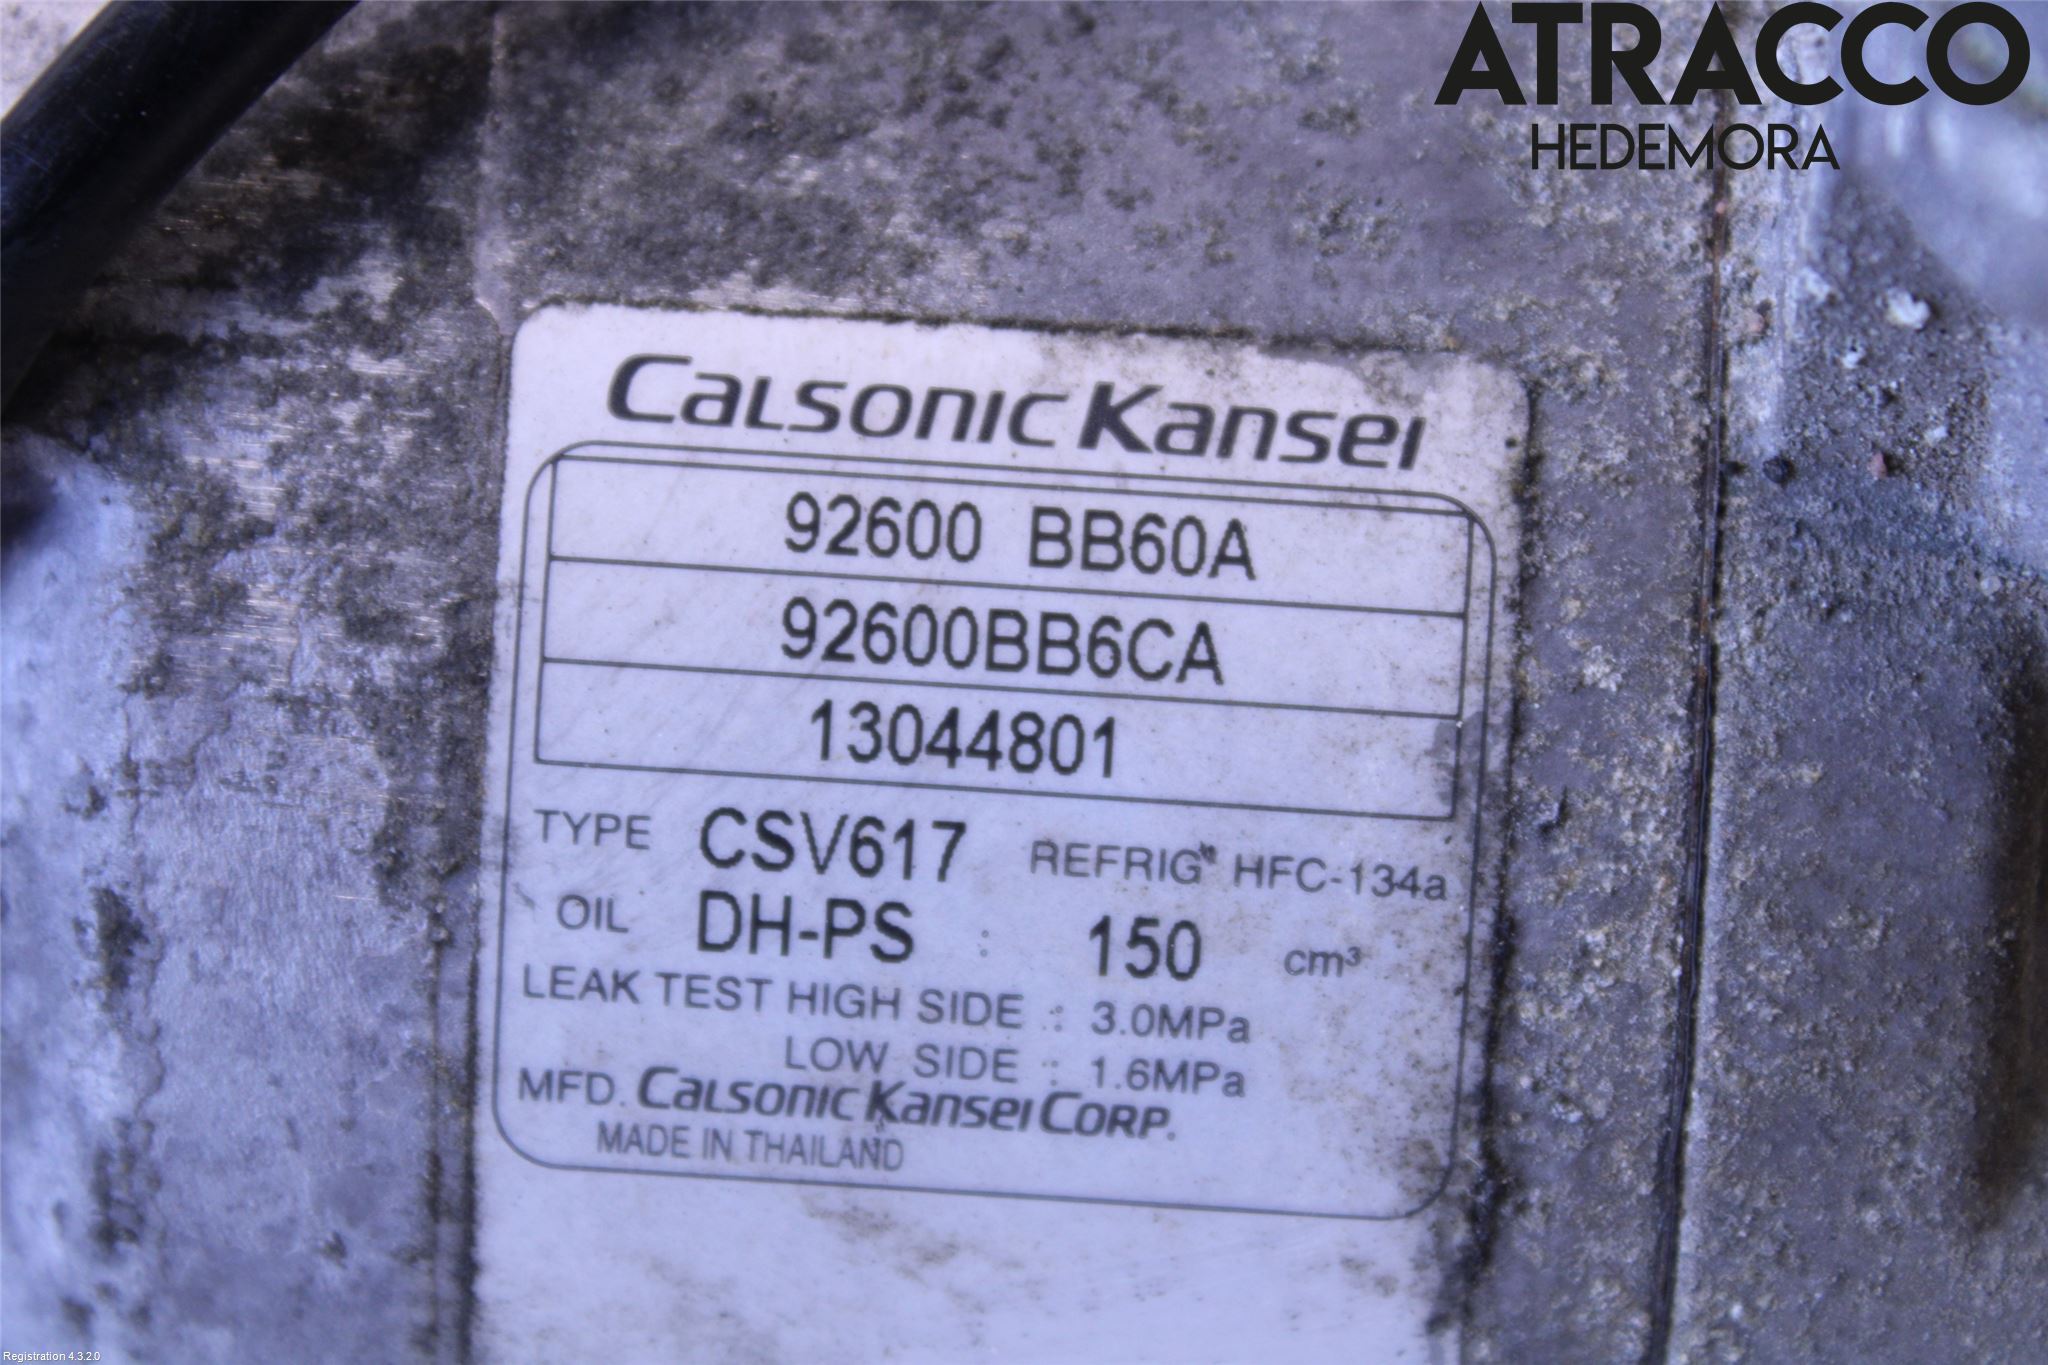 ATRACCO
HEDEMORA
CALSONIC KANSEI
92600 BB60A
92600BB6CA
13044801
TYPE CSV617 REFRIG HFC-134a
OIL DH-PS 150 cm³
LEAK TEST HIGH SIDE : 3.0MPa
LOW SIDE : 1.6MPa
MFD. CALSONIC KANSEI CORP.
MADE IN THAILAND
Registration 4.3.2.0